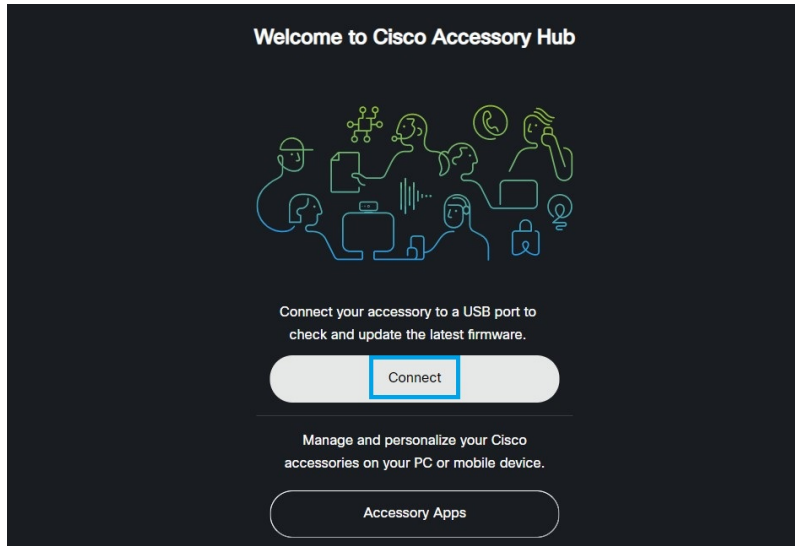 Welcome to Cisco Accessory Hub
Connect your accessory to a USB port to
check and update the latest firmware.
Connect
Manage and personalize your Cisco
accessories on your PC or mobile device.
Accessory Apps